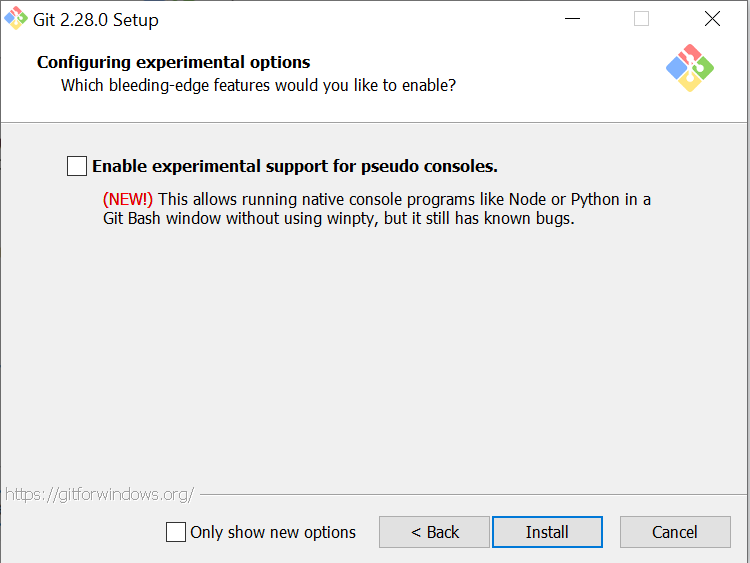 Git 2.28.0 Setup
Configuring experimental options
Which bleeding-edge features would you like to enable?
Enable experimental support for pseudo consoles.
(NEW!) This allows running native console programs like Node or Python in a
Git Bash window without using winpty, but it still has known bugs.
https://gitforwindows.org/
Only show new options
< Back
Install
Cancel